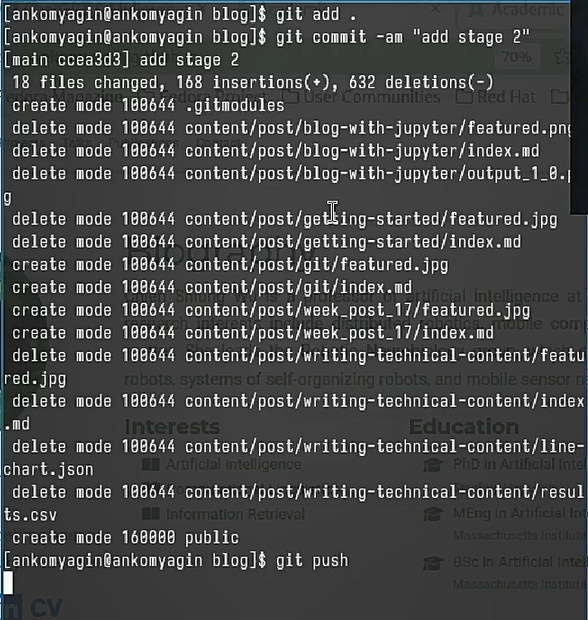 [ankomyagin@ankomyagin blog]$ git add .
[ankomyagin@ankomyagin blog]$ git commit -am "add stage 2"
[main ccea3d3] add stage 2
 18 files changed, 168 insertions(+), 632 deletions(-)
 create mode 100644 .gitmodules
 delete mode 100644 content/post/blog-with-jupyter/featured.png
 delete mode 100644 content/post/blog-with-jupyter/index.md
 delete mode 100644 content/post/blog-with-jupyter/output_1_0.p
g
 delete mode 100644 content/post/getting-started/featured.jpg
 delete mode 100644 content/post/getting-started/index.md
 create mode 100644 content/post/git/featured.jpg
 create mode 100644 content/post/git/index.md
 create mode 100644 content/post/week_post_17/featured.jpg
 create mode 100644 content/post/week_post_17/index.md
 delete mode 100644 content/post/writing-technical-content/featu
red.jpg
 delete mode 100644 content/post/writing-technical-content/index
.md
 delete mode 100644 content/post/writing-technical-content/line-
chart.json
 delete mode 100644 content/post/writing-technical-content/resul
ts.csv
 create mode 160000 public
[ankomyagin@ankomyagin blog]$ git push
Academic
70%
Fedora Project
User Communities
Red Hat
Biography
Interests
Artificial Intelligence
Information Retrieval
Education
PhD in Artificial Intel
MEng in Artificial
Massachusetts Instit
BSc in Artificial Intel
Massachusetts Institut
CV